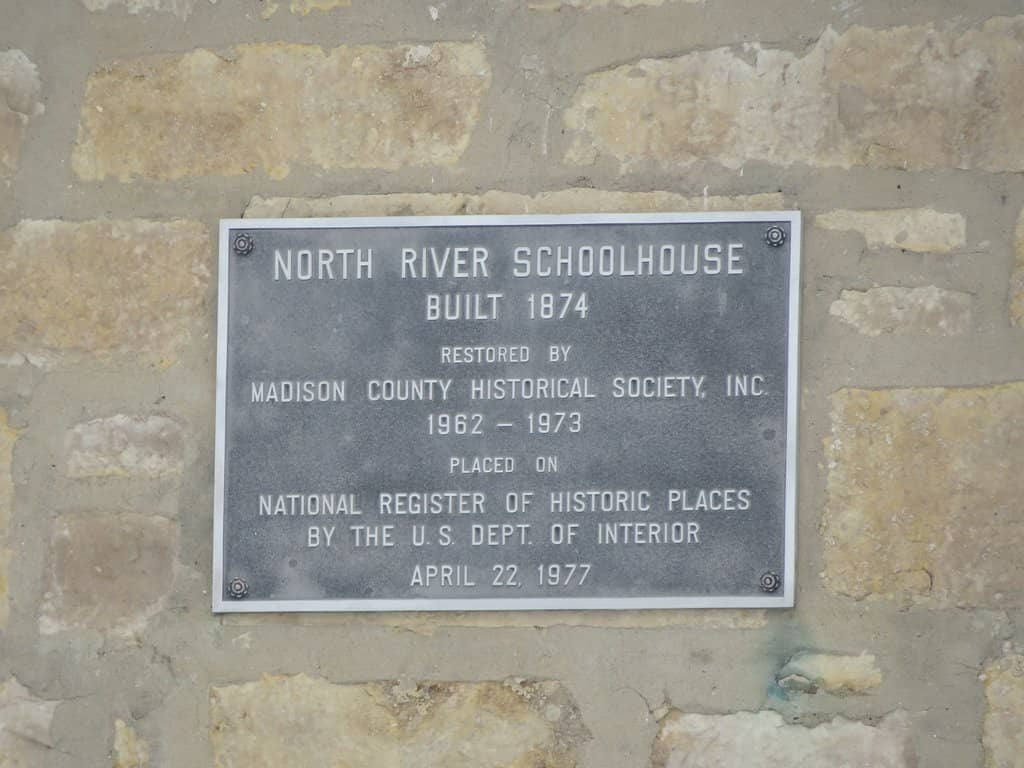 NORTH RIVER SCHOOLHOUSE
BUILT 1874
RESTORED BY
MADISON COUNTY HISTORICAL SOCIETY, INC.
1962 – 1973
PLACED ON
NATIONAL REGISTER OF HISTORIC PLACES
BY THE U.S. DEPT. OF INTERIOR
APRIL 22, 1977